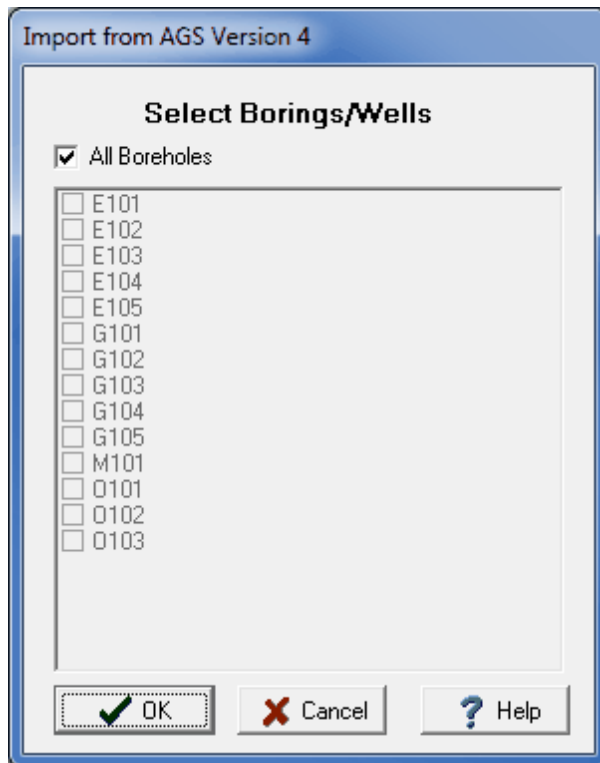 Import from AGS Version 4
Select Borings/Wells
All Boreholes
E101
E102
E103
E104
E105
G101
G102
G103
G104
G105
M101
O101
O102
O103
OK Cancel Help